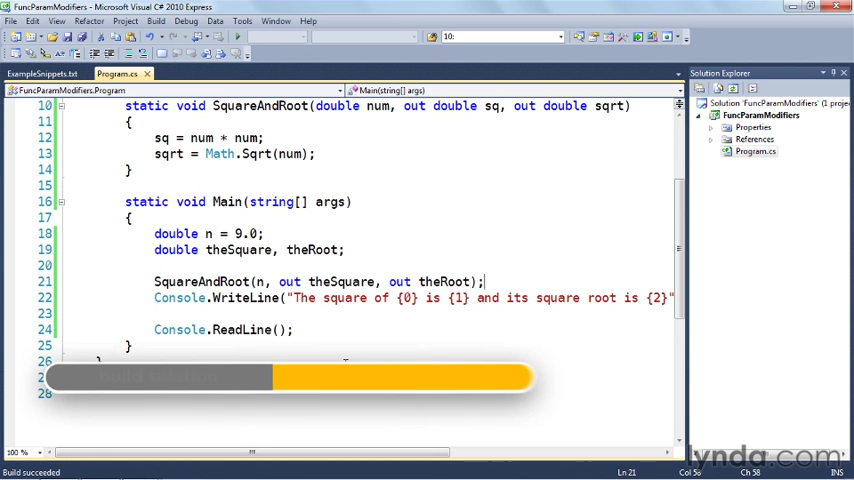 FuncParamModifiers - Microsoft Visual C# 2010 Express
File Edit View Refactor Project Build Debug Data Tools Window Help
10:
ExampleSnippets.txt Program.cs
Solution Explorer
FuncParamModifiers.Program Main(string[] args)
Solution 'FuncParamModifiers' (1 proje
FuncParamModifiers
Properties
References
Program.cs
10 static void SquareAndRoot(double num, out double sq, out double sqrt)
11 {
12 sq = num * num;
13 sqrt = Math.Sqrt(num);
14 }
15
16 static void Main(string[] args)
17 {
18 double n = 9.0;
19 double theSquare, theRoot;
20
21 SquareAndRoot(n, out theSquare, out theRoot);
22 Console.WriteLine("The square of {0} is {1} and its square root is {2}"
23
24 Console.ReadLine();
25 }
26 }
28
100 %
lynda.com
Build succeeded Ln 21 Col 58 Ch 58 INS